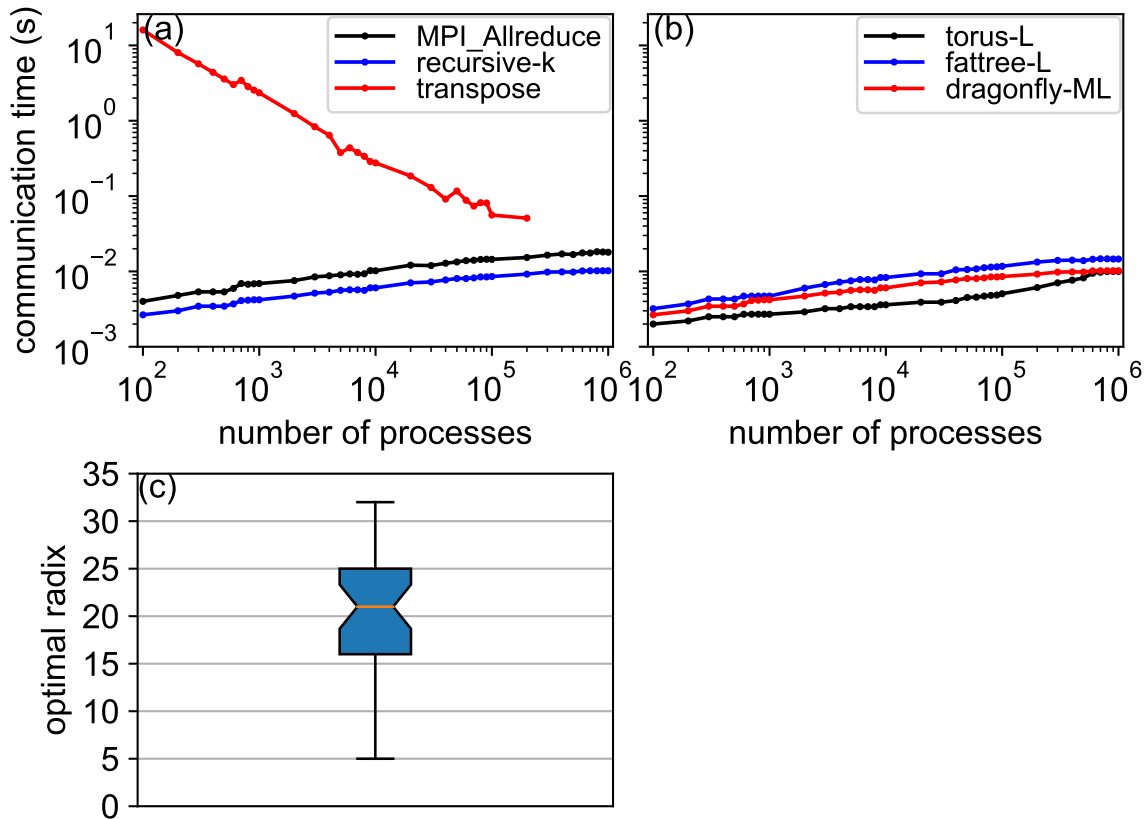 communication time (s)
(a)
MPI_Allreduce
recursive-k
transpose
10^1
10^0
10^-1
10^-2
10^-3
10^2 10^3 10^4 10^5 10^6
number of processes
(b)
torus-L
fattree-L
dragonfly-ML
10^2 10^3 10^4 10^5 10^6
number of processes
(c)
optimal radix
35
30
25
20
15
10
5
0